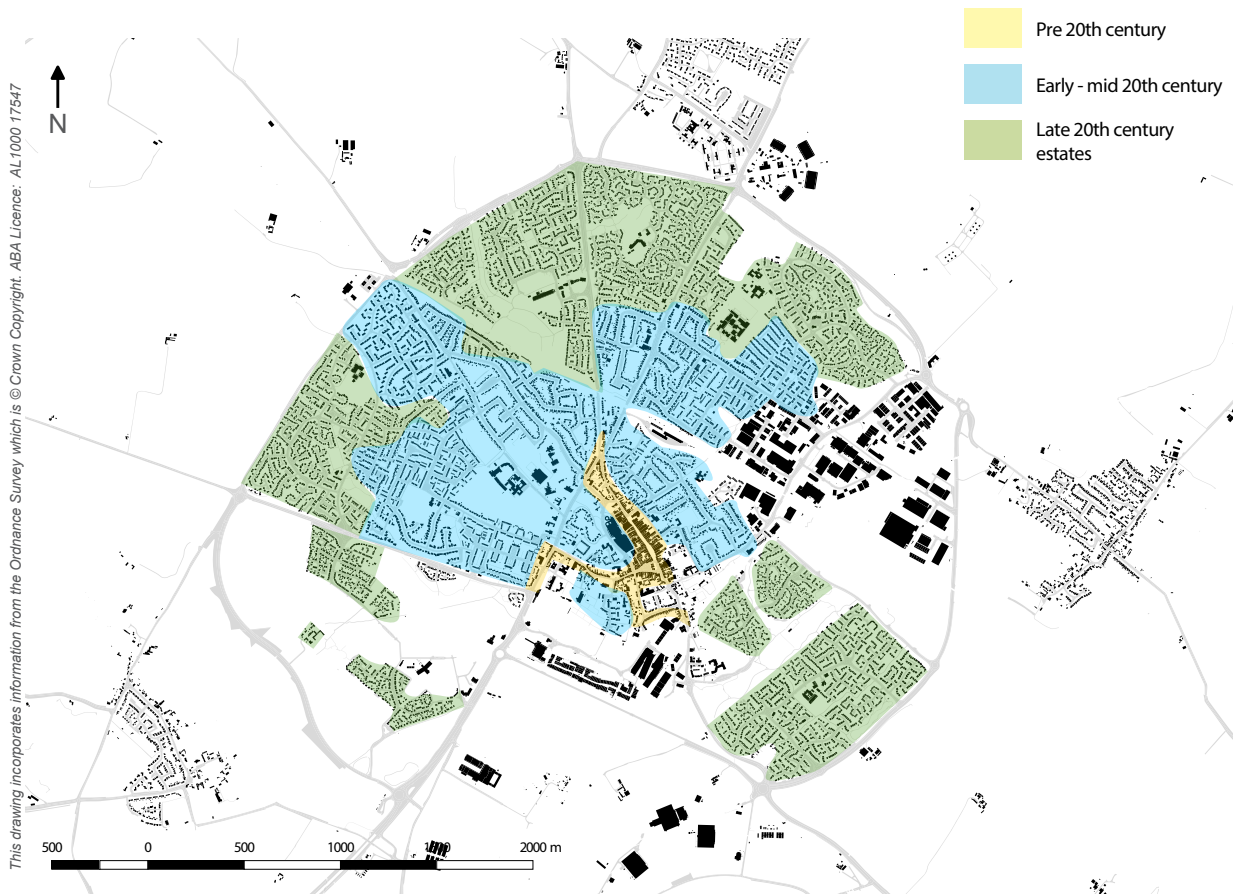 Pre 20th century
Early - mid 20th century
Late 20th century
estates
N
This drawing incorporates information from the Ordnance Survey which is © Crown Copyright. ABA Licence: AL1000 17547
500 0 500 1000 2000 m